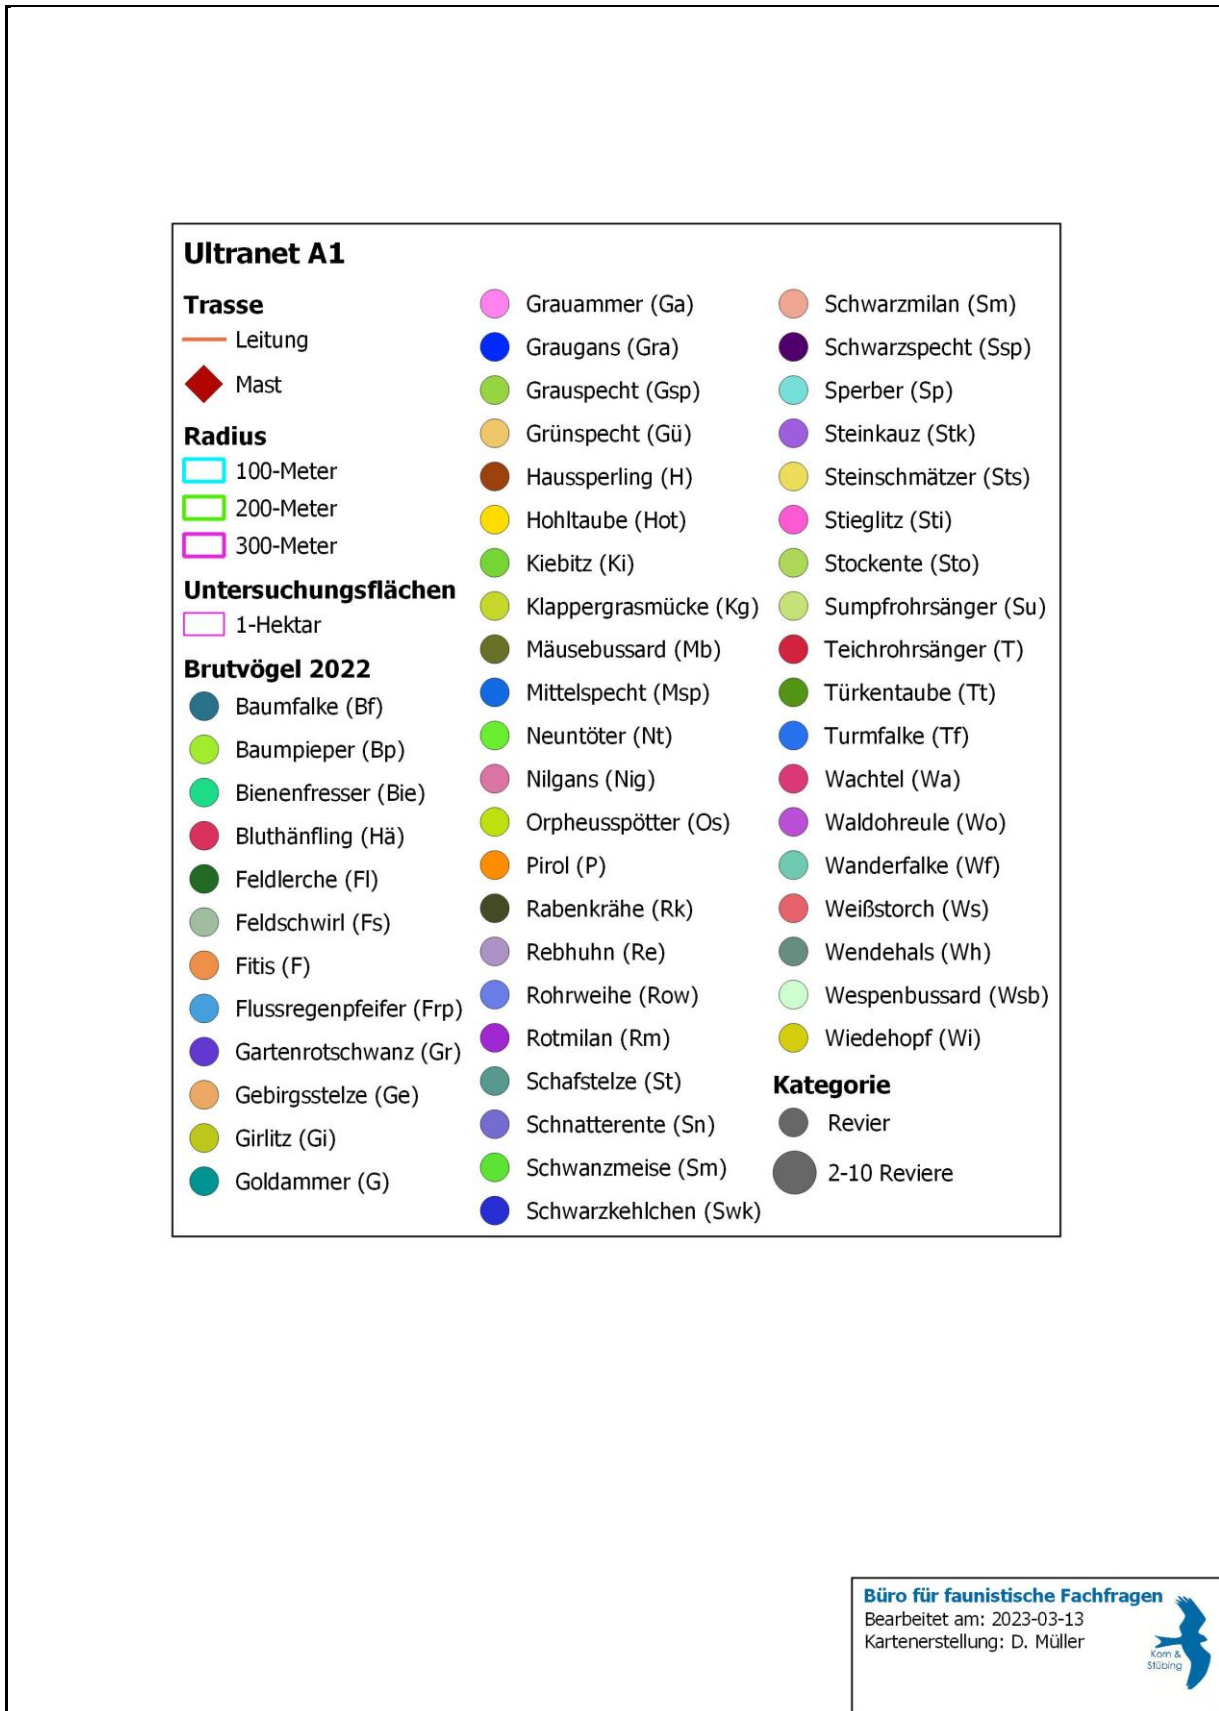 Ultranet A1
Trasse
Leitung
Mast
Radius
100-Meter
200-Meter
300-Meter
Untersuchungsflächen
1-Hektar
Brutvögel 2022
Baumfalke (Bf)
Baumpieper (Bp)
Bienenfresser (Bie)
Bluthänfling (Hä)
Feldlerche (Fl)
Feldschwirl (Fs)
Fitis (F)
Flussregenpfeifer (Frp)
Gartenrotschwanz (Gr)
Gebirgsstelze (Ge)
Girlitz (Gi)
Goldammer (G)
Grauammer (Ga)
Graugans (Gra)
Grauspecht (Gsp)
Grünspecht (Gü)
Haussperling (H)
Hohltaube (Hot)
Kiebitz (Ki)
Klappergrasmücke (Kg)
Mäusebussard (Mb)
Mittelspecht (Msp)
Neuntöter (Nt)
Nilgans (Nig)
Orpheusspötter (Os)
Pirol (P)
Rabenkrähe (Rk)
Rebhuhn (Re)
Rohrweihe (Row)
Rotmilan (Rm)
Schafstelze (St)
Schnatterente (Sn)
Schwanzmeise (Sm)
Schwarzkehlchen (Swk)
Schwarzmilan (Sm)
Schwarzspecht (Ssp)
Sperber (Sp)
Steinkauz (Stk)
Steinschmätzer (Sts)
Stieglitz (Sti)
Stockente (Sto)
Sumpfrohrsänger (Su)
Teichrohrsänger (T)
Türkentaube (Tt)
Turmfalke (Tf)
Wachtel (Wa)
Waldohreule (Wo)
Wanderfalke (Wf)
Weißstorch (Ws)
Wendehals (Wh)
Wespenbussard (Wsb)
Wiedehopf (Wi)
Kategorie
Revier
2-10 Reviere
Büro für faunistische Fachfragen
Bearbeitet am: 2023-03-13
Kartenerstellung: D. Müller
Korn &
Stübing